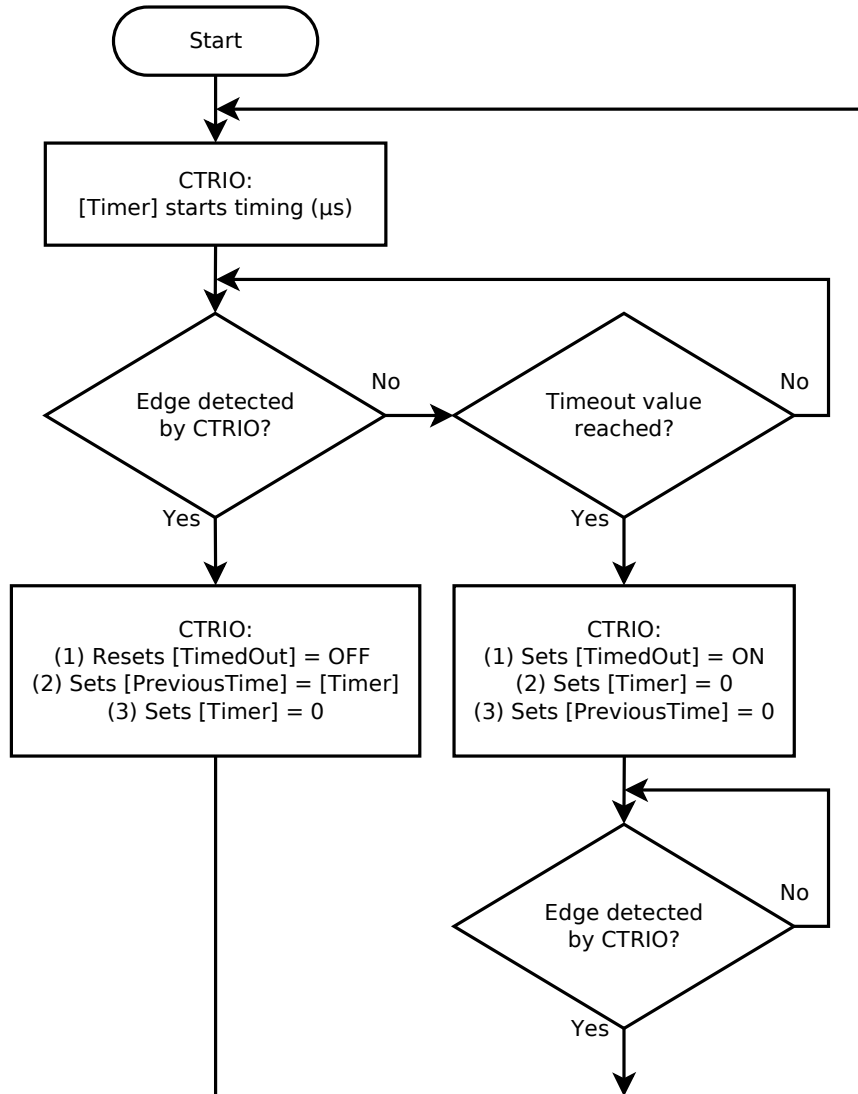 Start
CTRIO:
[Timer] starts timing (µs)
Edge detected
by CTRIO?
No
Yes
Timeout value
reached?
No
Yes
CTRIO:
(1) Resets [TimedOut] = OFF
(2) Sets [PreviousTime] = [Timer]
(3) Sets [Timer] = 0
CTRIO:
(1) Sets [TimedOut] = ON
(2) Sets [Timer] = 0
(3) Sets [PreviousTime] = 0
Edge detected
by CTRIO?
No
Yes